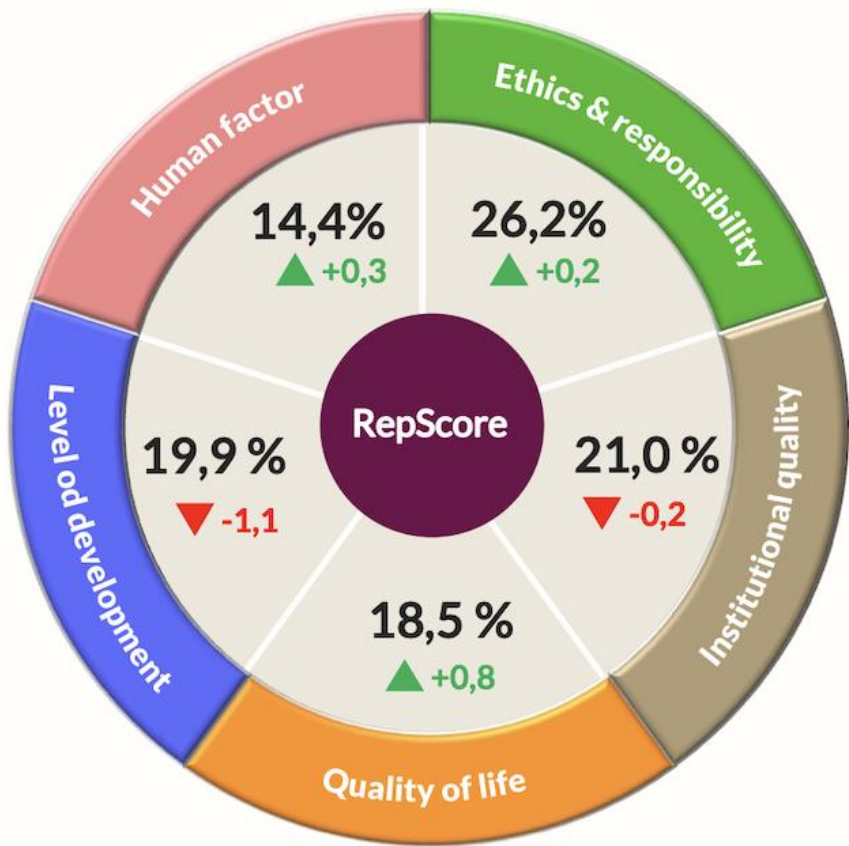 Human factor
Ethics & responsibility
14,4%
+0,3
26,2%
+0,2
RepScore
Level od development
19,9 %
-1,1
21,0 %
-0,2
Institutional quality
18,5 %
+0,8
Quality of life